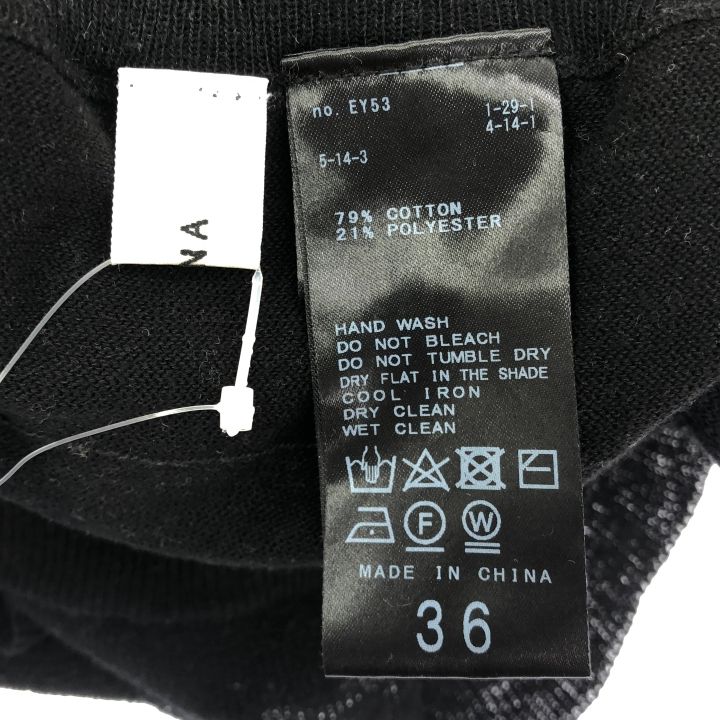 NA
no. EY53
1-29-1
4-14-1
5-14-3
79% COTTON
21% POLYESTER
HAND WASH
DO NOT BLEACH
DO NOT TUMBLE DRY
DRY FLAT IN THE SHADE
COOL IRON
DRY CLEAN
WET CLEAN
F W
MADE IN CHINA
36